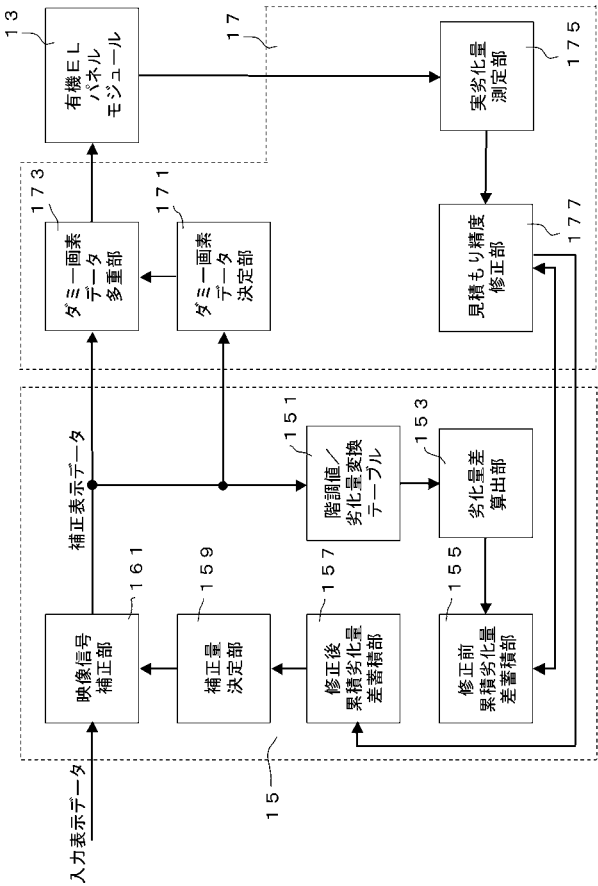 入力表示データ
映像信号
補正部
161
補正表示データ
ダミー画素
データ
多重部
173
有機EL
パネル
モジュール
13
補正量
決定部
159
ダミー画素
データ
決定部
171
17
修正後
累積劣化量
差蓄積部
157
階調値/
劣化量変換
テーブル
151
15
修正前
累積劣化量
差蓄積部
155
劣化量差
算出部
153
見積もり精度
修正部
177
実劣化量
測定部
175